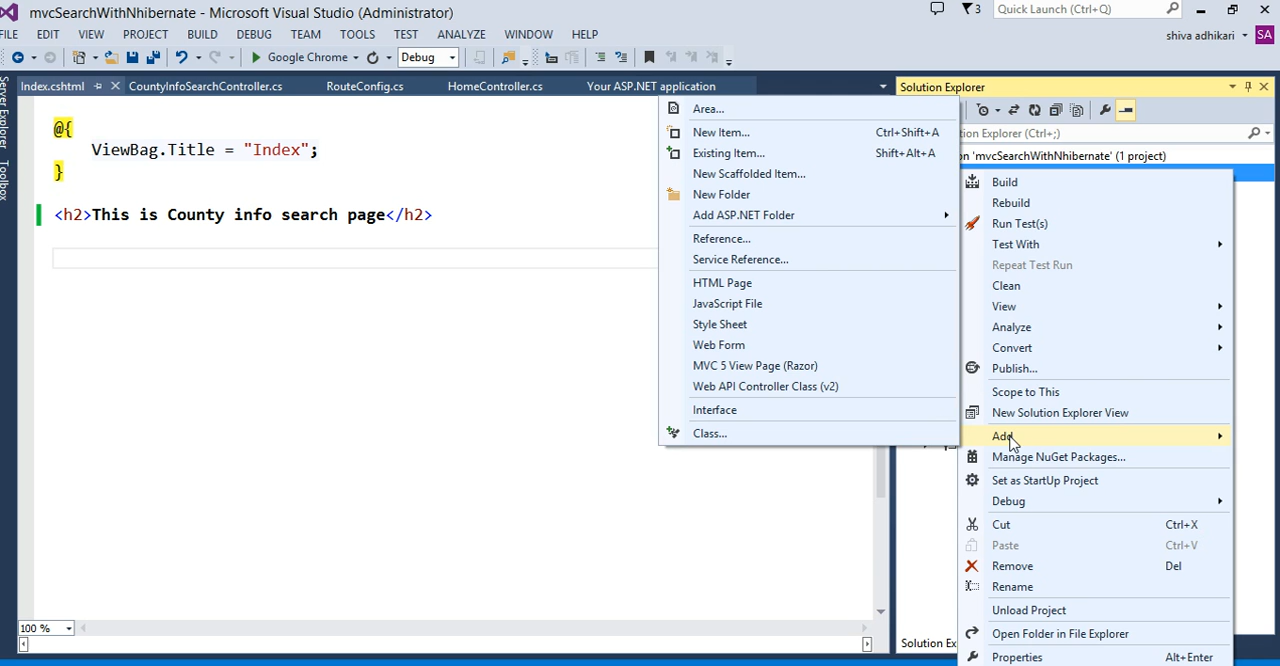 mvcSearchWithNhibernate - Microsoft Visual Studio (Administrator)
3
Quick Launch (Ctrl+Q)
FILE EDIT VIEW PROJECT BUILD DEBUG TEAM TOOLS TEST ANALYZE WINDOW HELP
shiva adhikari SA
Google Chrome Debug
Index.cshtml CountyInfoSearchController.cs RouteConfig.cs HomeController.cs Your ASP.NET application
Solution Explorer
Server Explorer
Toolbox
tion Explorer (Ctrl+;)
on 'mvcSearchWithNhibernate' (1 project)
@{
ViewBag.Title = "Index";
}
<h2>This is County info search page</h2>
Area...
New Item... Ctrl+Shift+A
Existing Item... Shift+Alt+A
New Scaffolded Item...
New Folder
Add ASP.NET Folder
Reference...
Service Reference...
HTML Page
JavaScript File
Style Sheet
Web Form
MVC 5 View Page (Razor)
Web API Controller Class (v2)
Interface
Class...
Build
Rebuild
Run Test(s)
Test With
Repeat Test Run
Clean
View
Analyze
Convert
Publish...
Scope to This
New Solution Explorer View
Add
Manage NuGet Packages...
Set as StartUp Project
Debug
Cut Ctrl+X
Paste Ctrl+V
Remove Del
Rename
Unload Project
Open Folder in File Explorer
Properties Alt+Enter
100 %
Solution Ex